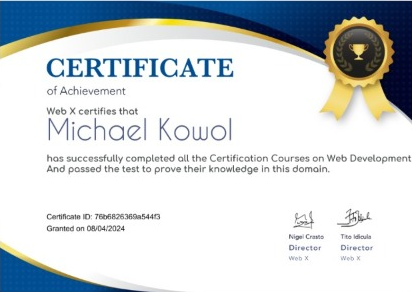 CERTIFICATE
of Achievement
Web X certifies that
Michael Kowol
has successfully completed all the Certification Courses on Web Development
And passed the test to prove their knowledge in this domain.
Certificate ID: 76b6826369a544f3
Granted on 08/04/2024
Nigel Crasto Tito Idicula
Director Director
Web X Web X